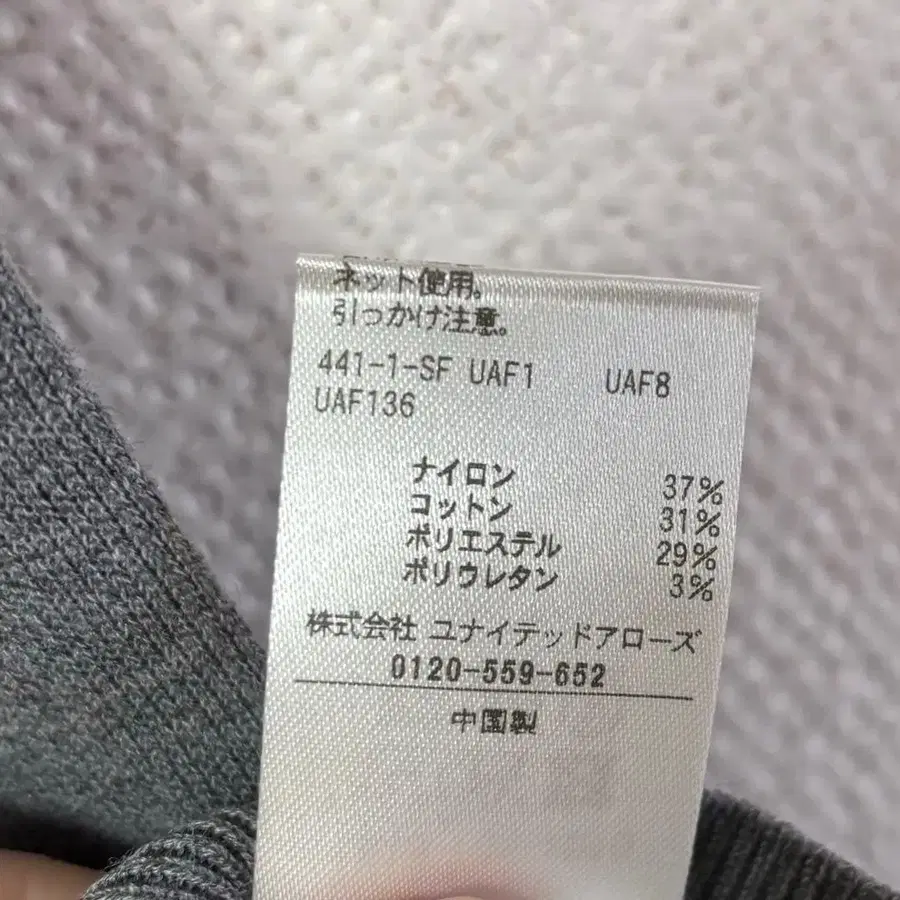 ネット使用。
引っかけ注意。
441-1-SF UAF1 UAF8
UAF136
ナイロン 37%
コットン 31%
ポリエステル 29%
ポリウレタン 3%
株式会社 ユナイテッドアローズ
0120-559-652
中国製